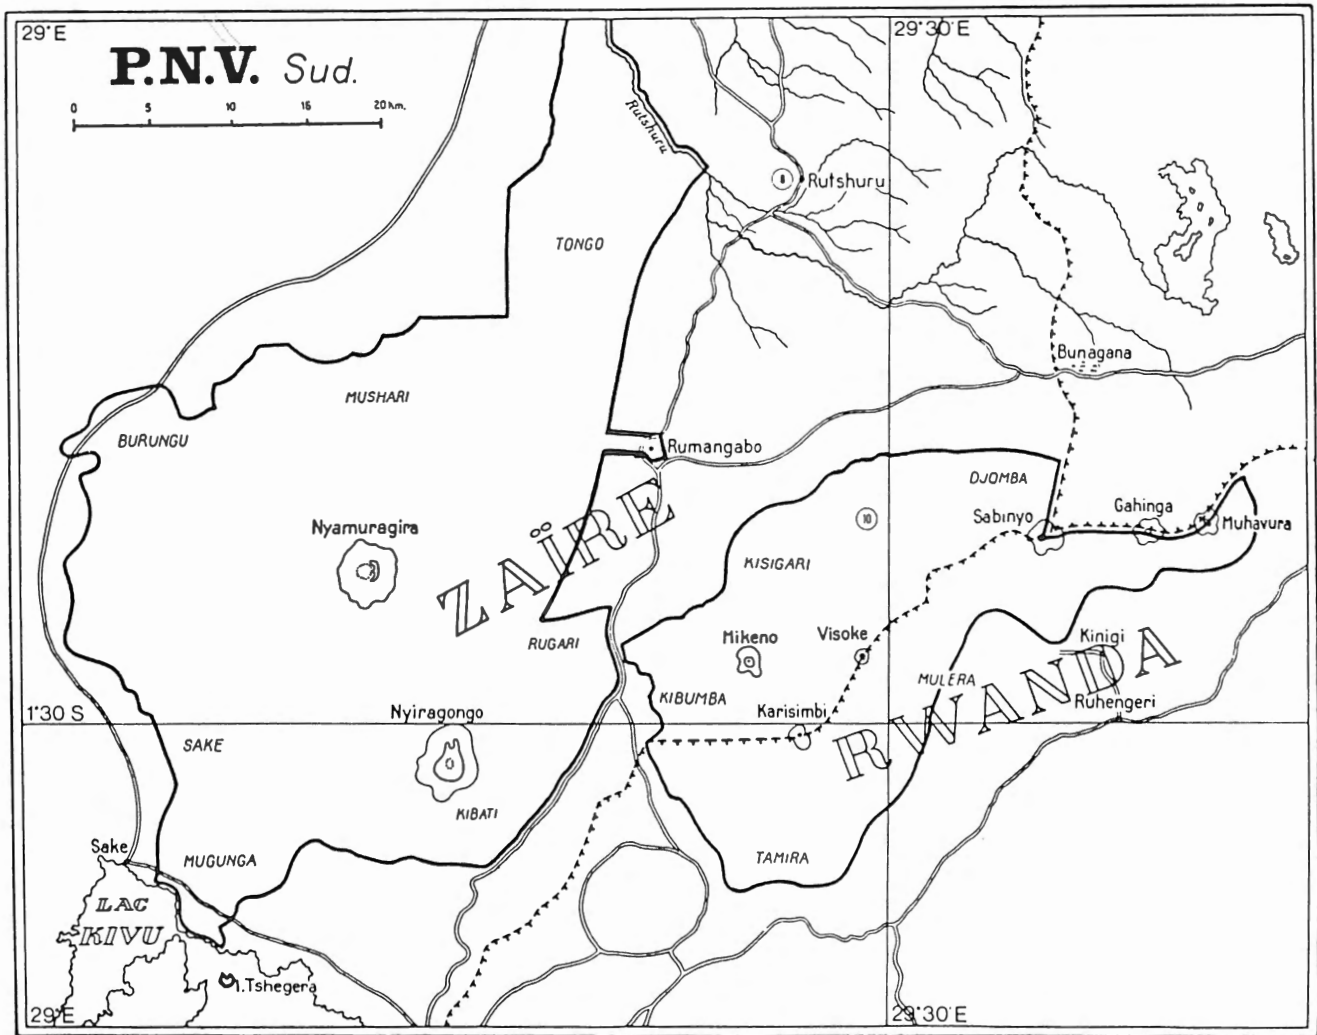 29°E
29°30'E
P.N.V. Sud.
0 5 10 15 20 km.
Rutshuru
8
Rutshuru
TONGO
Bunagana
MUSHARI
BURUNGU
Rumangabo
DJOMBA
Sabinyo
Gahinga
Muhavura
10
Nyamuragira
ZAÏRE
KISIGARI
RUGARI
Mikeno
Visoke
Kinigi
MULERA
KIBUMBA
Ruhengeri
1°30 S
Nyiragongo
Karisimbi
RWANDA
SAKE
KIBATI
Sake
MUGUNGA
TAMIRA
LAC
KIVU
I.Tshegera
29°E
29°30'E